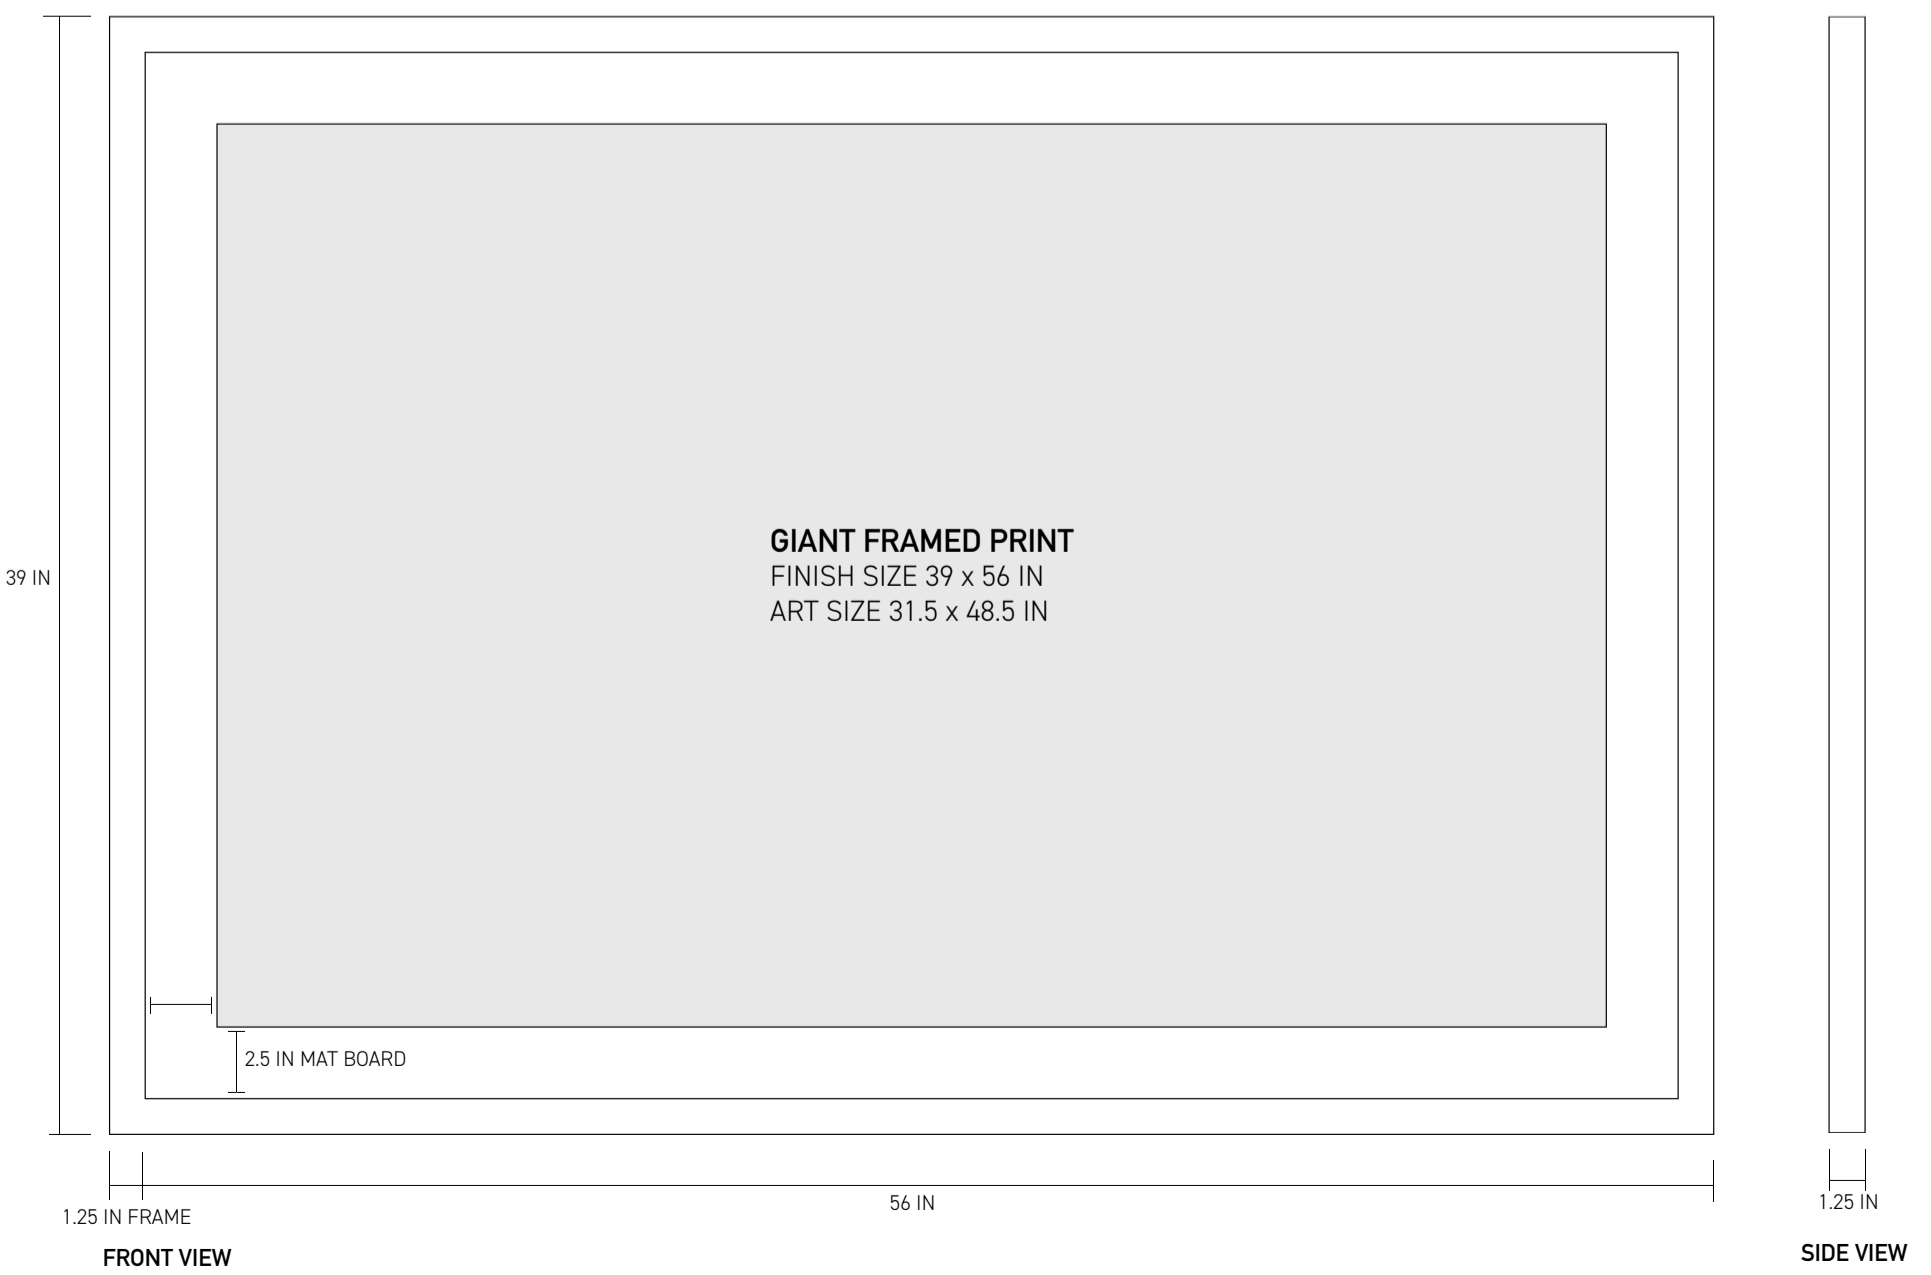 39 IN
GIANT FRAMED PRINT
FINISH SIZE 39 x 56 IN
ART SIZE 31.5 x 48.5 IN
2.5 IN MAT BOARD
56 IN
1.25 IN FRAME
FRONT VIEW
1.25 IN
SIDE VIEW